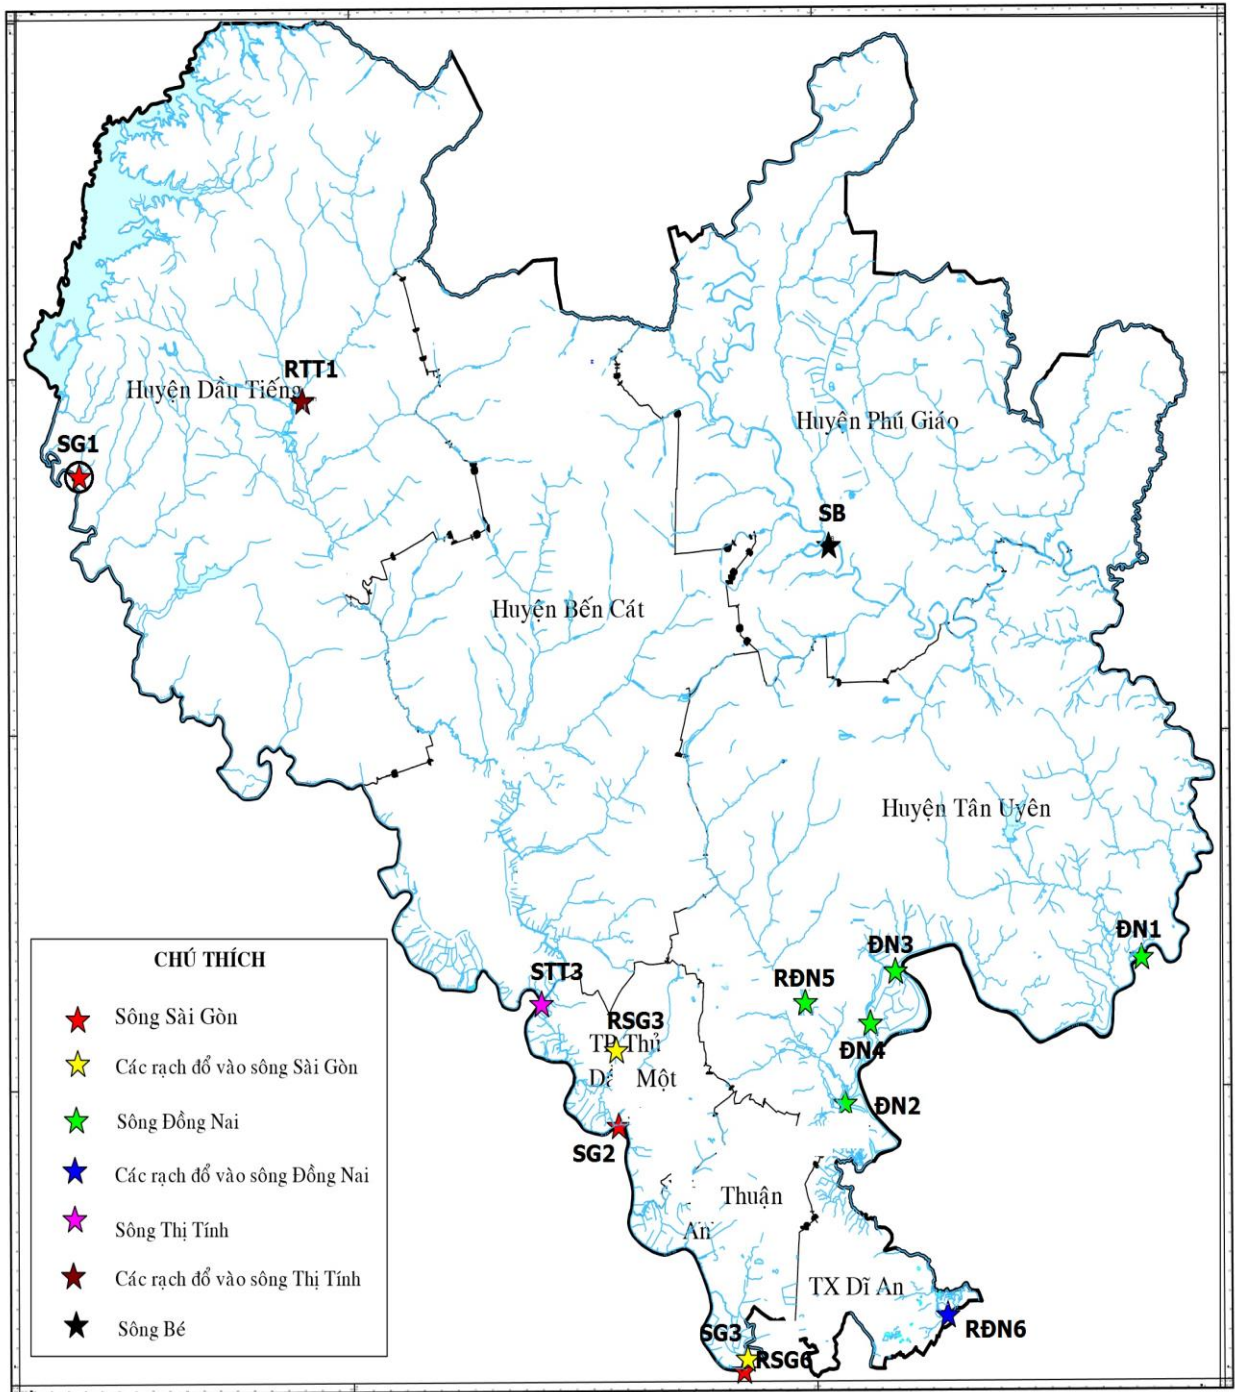 RTT1
Huyện Dầu Tiếng
SG1
Huyện Phú Giáo
SB
Huyện Bến Cát
Huyện Tân Uyên
ĐN1
ĐN3
RĐN5
STT3
RSG3
TP Thủ
Một
ĐN4
ĐN2
SG2
Thuận
An
TX Dĩ An
RĐN6
SG3
RSG6
CHÚ THÍCH
Sông Sài Gòn
Các rạch đổ vào sông Sài Gòn
Sông Đồng Nai
Các rạch đổ vào sông Đồng Nai
Sông Thị Tính
Các rạch đổ vào sông Thị Tính
Sông Bé